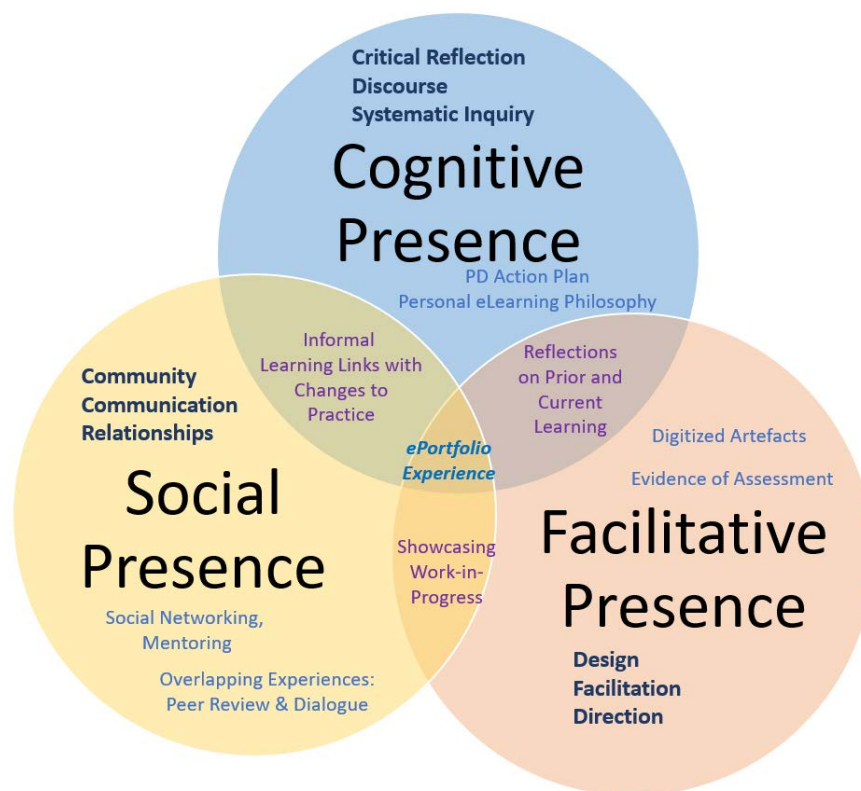 Critical Reflection
Discourse
Systematic Inquiry
Cognitive
Presence
PD Action Plan
Personal eLearning Philosophy
Informal
Learning Links with
Changes to
Practice
Reflections
on Prior and
Current
Learning
Community
Communication
Relationships
Social
Presence
Social Networking,
Mentoring
Overlapping Experiences:
Peer Review & Dialogue
ePortfolio
Experience
Showcasing
Work-in-
Progress
Digitized Artefacts
Evidence of Assessment
Facilitative
Presence
Design
Facilitation
Direction